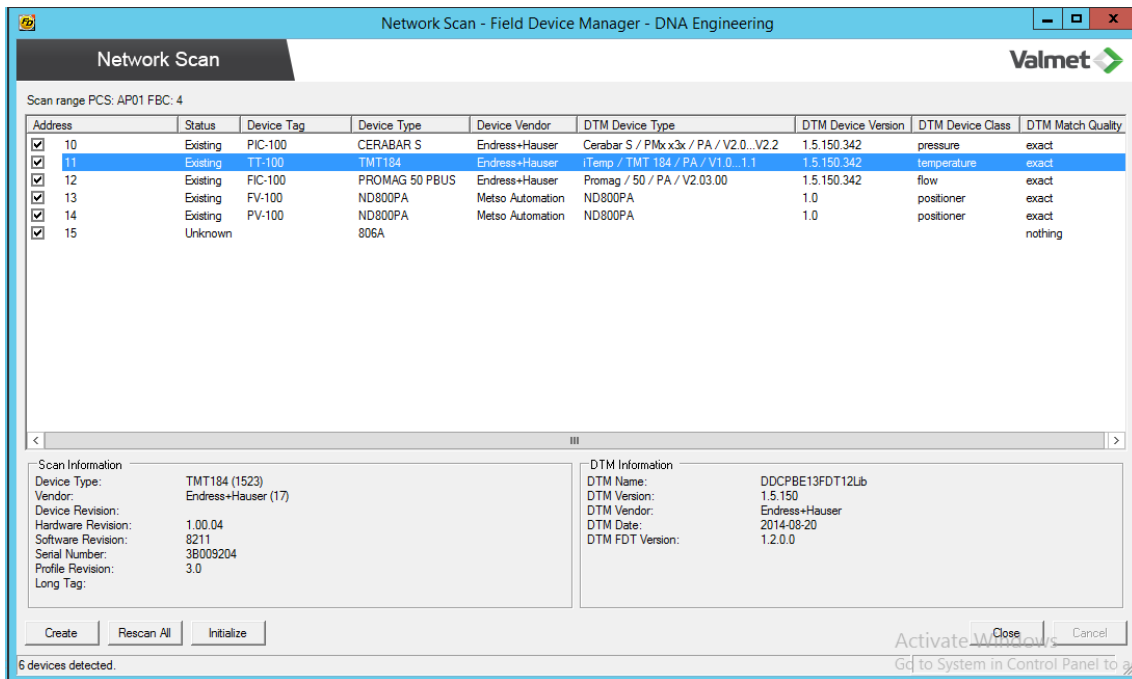 Network Scan - Field Device Manager - DNA Engineering
Network Scan
Valmet
Scan range PCS: AP01 FBC: 4
Address Status Device Tag Device Type Device Vendor DTM Device Type DTM Device Version DTM Device Class DTM Match Quality
10 Existing PIC-100 CERABAR S Endress+Hauser Cerabar S / PMx x3x / PA / V2.0...V2.2 1.5.150.342 pressure exact
11 Existing TT-100 TMT184 Endress+Hauser iTemp / TMT 184 / PA / V1.0...1.1 1.5.150.342 temperature exact
12 Existing FIC-100 PROMAG 50 PBUS Endress+Hauser Promag / 50 / PA / V2.03.00 1.5.150.342 flow exact
13 Existing FV-100 ND800PA Metso Automation ND800PA 1.0 positioner exact
14 Existing PV-100 ND800PA Metso Automation ND800PA 1.0 positioner exact
15 Unknown 806A nothing
Scan Information
Device Type: TMT184 (1523)
Vendor: Endress+Hauser (17)
Device Revision:
Hardware Revision: 1.00.04
Software Revision: 8211
Serial Number: 3B009204
Profile Revision: 3.0
Long Tag:
DTM Information
DTM Name: DDCPBE13FDT12Lib
DTM Version: 1.5.150
DTM Vendor: Endress+Hauser
DTM Date: 2014-08-20
DTM FDT Version: 1.2.0.0
Create Rescan All Initialize Close Cancel
Activate Windows
Go to System in Control Panel to a
6 devices detected.